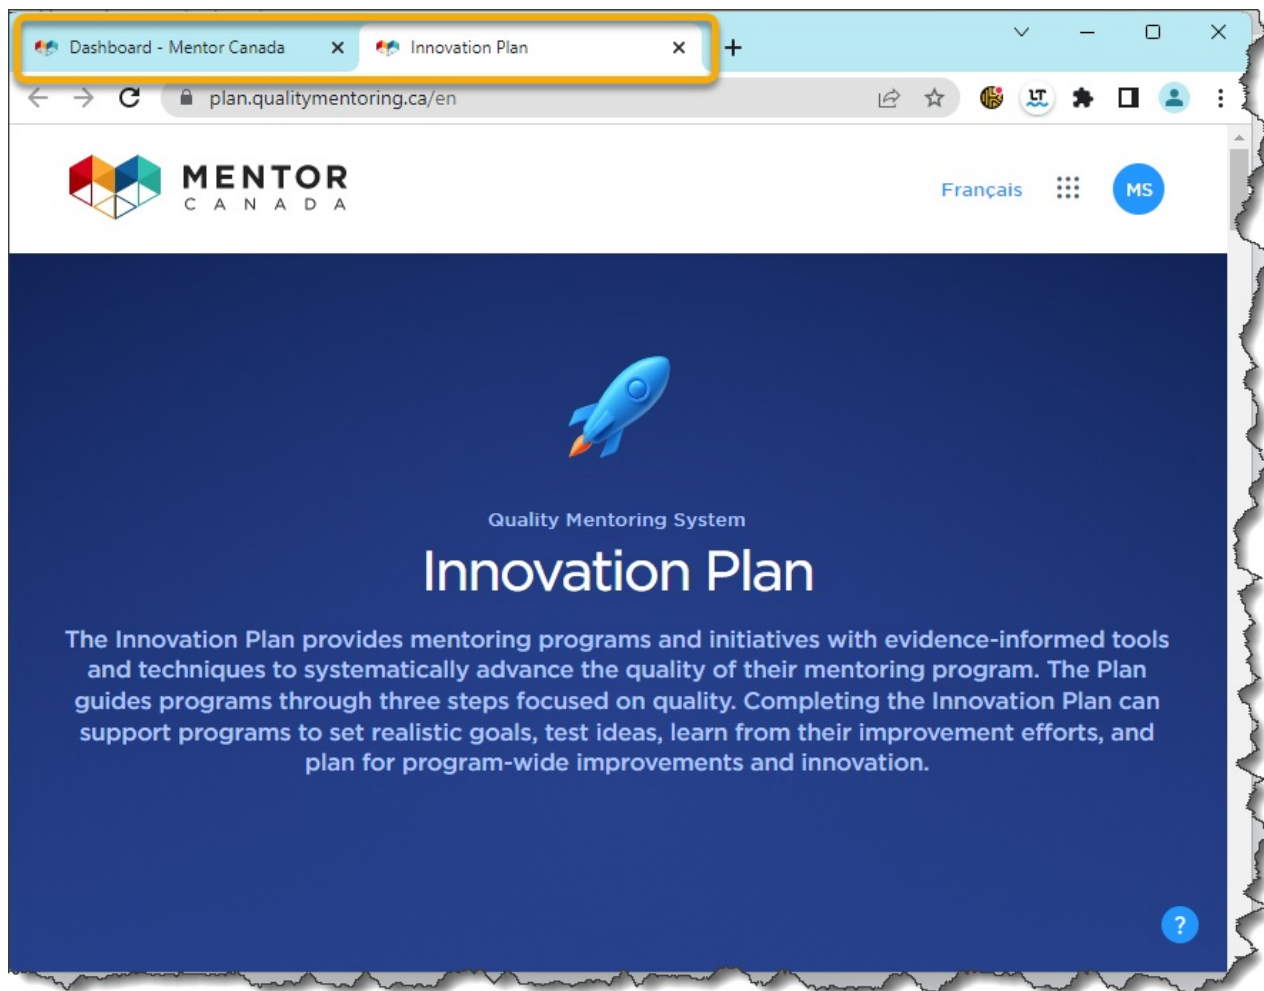 Dashboard - Mentor Canada
Innovation Plan
plan.qualitymentoring.ca/en
LT
MENTOR
CANADA
Français
MS
Quality Mentoring System
Innovation Plan
The Innovation Plan provides mentoring programs and initiatives with evidence-informed tools
and techniques to systematically advance the quality of their mentoring program. The Plan
guides programs through three steps focused on quality. Completing the Innovation Plan can
support programs to set realistic goals, test ideas, learn from their improvement efforts, and
plan for program-wide improvements and innovation.
?